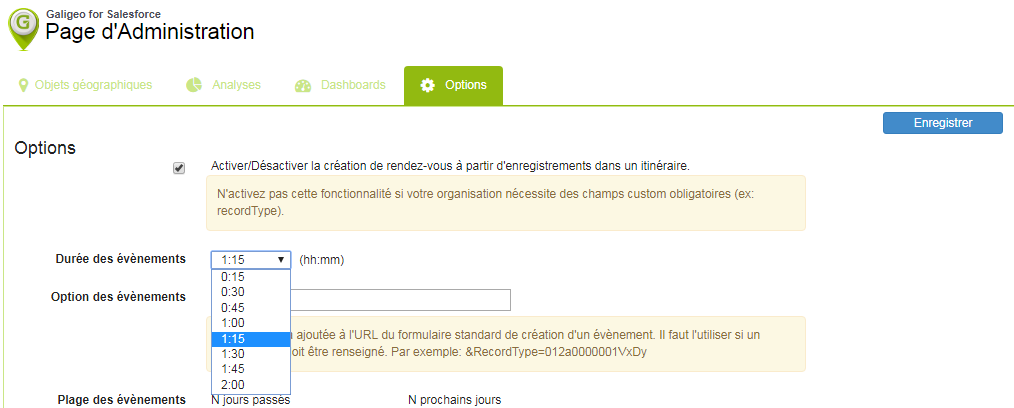 Galigeo for Salesforce
Page d'Administration
Objets géographiques
Analyses
Dashboards
Options
Enregistrer
Options
Activer/Désactiver la création de rendez-vous à partir d'enregistrements dans un itinéraire.
N'activez pas cette fonctionnalité si votre organisation nécessite des champs custom obligatoires (ex:
recordType).
Durée des évènements
1:15
(hh:mm)
0:15
0:30
0:45
1:00
1:15
1:30
1:45
2:00
Option des évènements
ajoutée à l'URL du formulaire standard de création d'un évènement. Il faut l'utiliser si un
être renseigné. Par exemple: &RecordType=012a0000001VxDy
Plage des évènements
N jours passés
N prochains jours